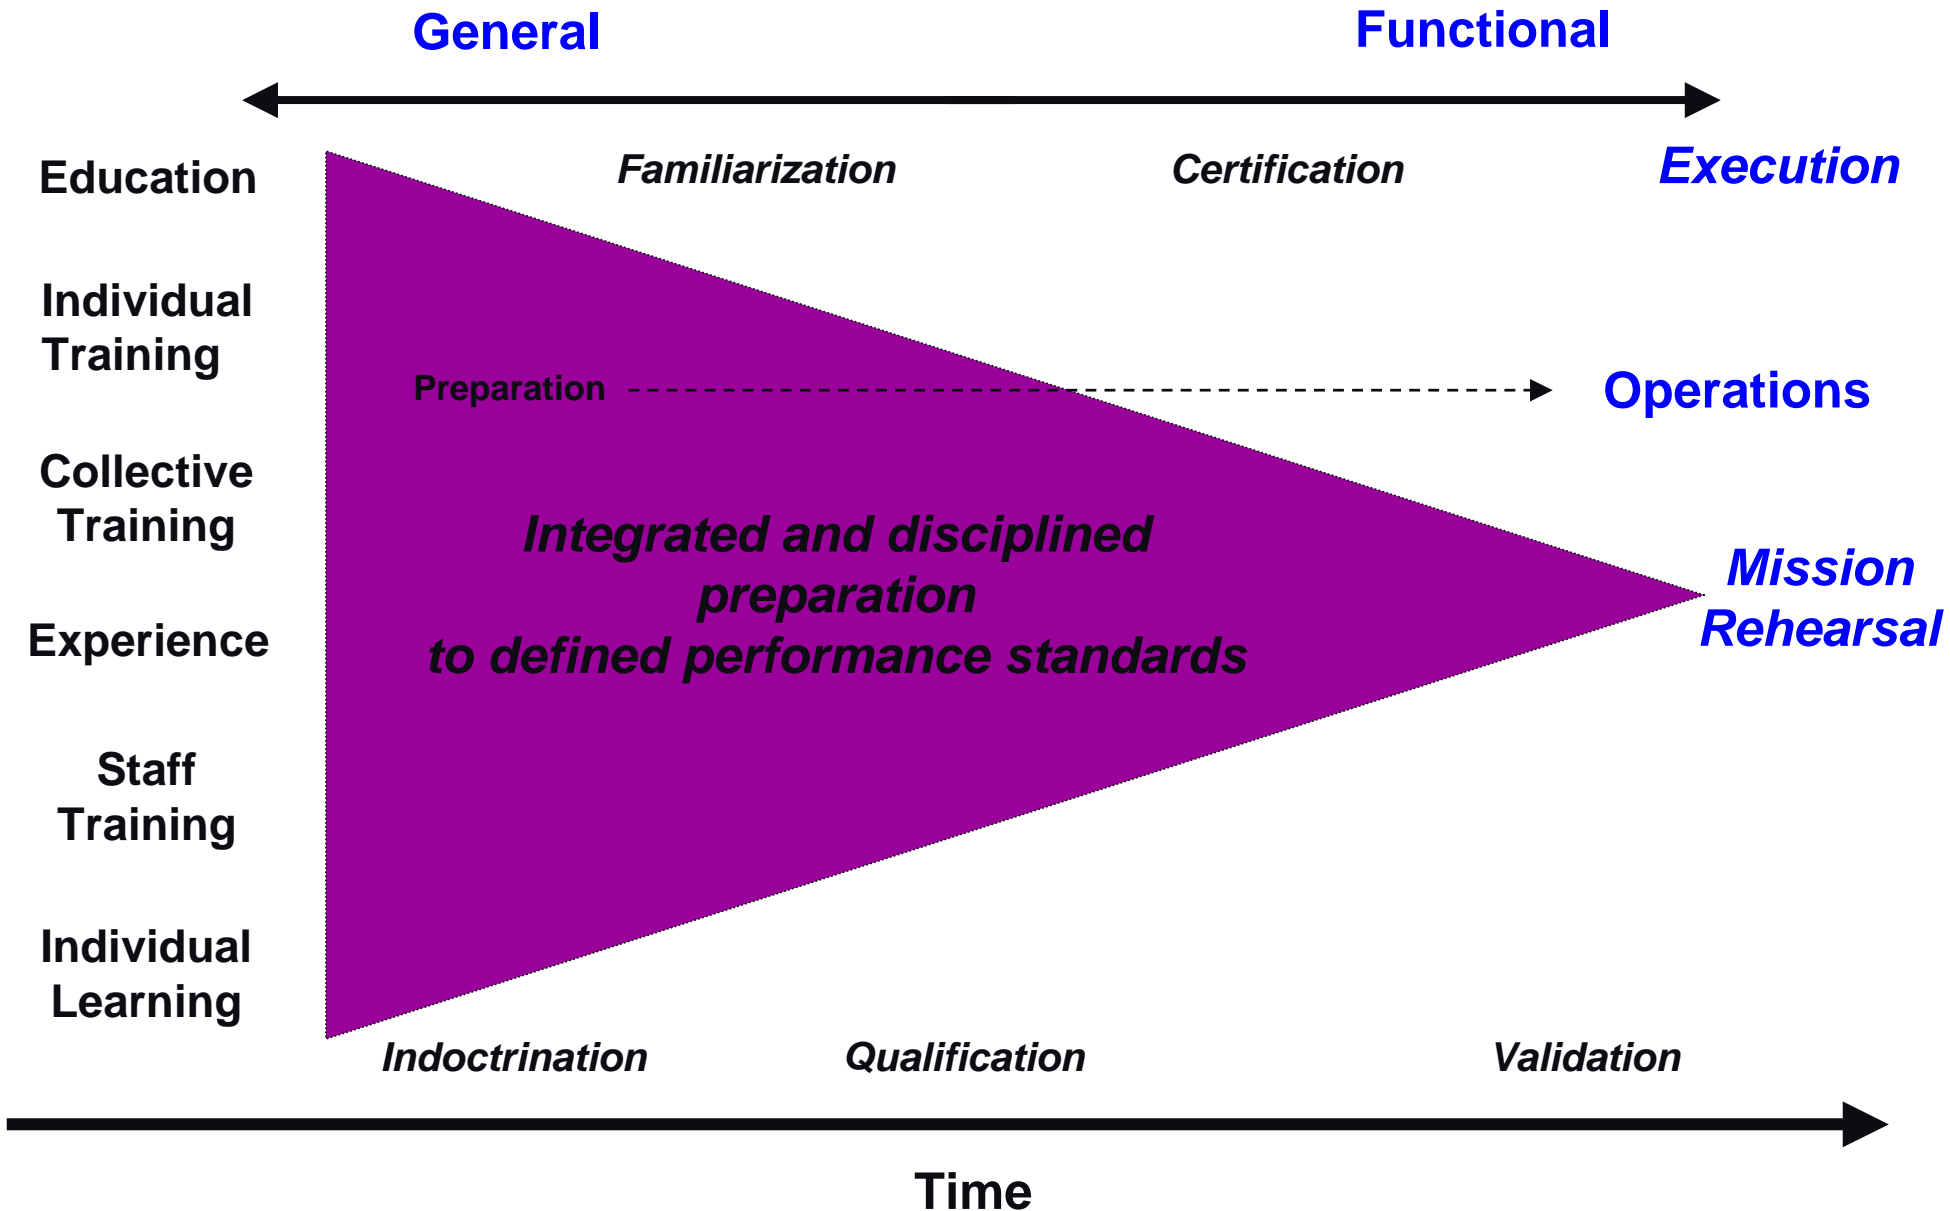 General
Functional
Education
Familiarization
Certification
Execution
Individual
Training
Preparation
Operations
Collective
Training
Integrated and disciplined
preparation
to defined performance standards
Mission
Rehearsal
Experience
Staff
Training
Individual
Learning
Indoctrination
Qualification
Validation
Time